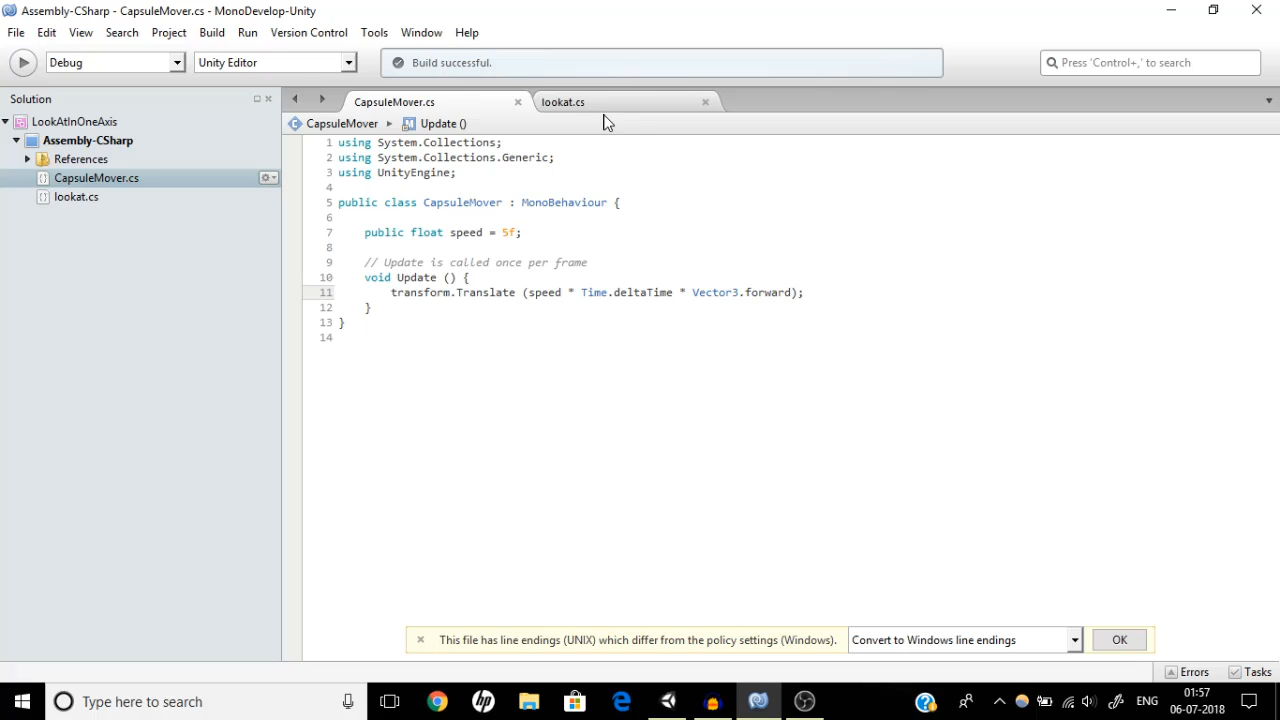 Assembly-CSharp - CapsuleMover.cs - MonoDevelop-Unity
File Edit View Search Project Build Run Version Control Tools Window Help
Debug Unity Editor Build successful. Press 'Control+,' to search
Solution
LookAtInOneAxis
Assembly-CSharp
References
CapsuleMover.cs
lookat.cs
CapsuleMover.cs lookat.cs
CapsuleMover Update ()
1 using System.Collections;
2 using System.Collections.Generic;
3 using UnityEngine;
4
5 public class CapsuleMover : MonoBehaviour {
6
7 public float speed = 5f;
8
9 // Update is called once per frame
10 void Update () {
11 transform.Translate (speed * Time.deltaTime * Vector3.forward);
12 }
13 }
14
This file has line endings (UNIX) which differ from the policy settings (Windows). Convert to Windows line endings OK
Errors Tasks
Type here to search
ENG
01:57
06-07-2018